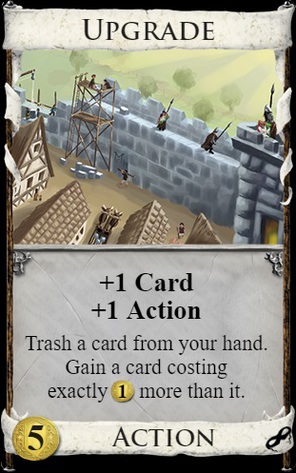 UPGRADE
+1 Card
+1 Action
Trash a card from your hand.
Gain a card costing
exactly 1 more than it.
5 ACTION